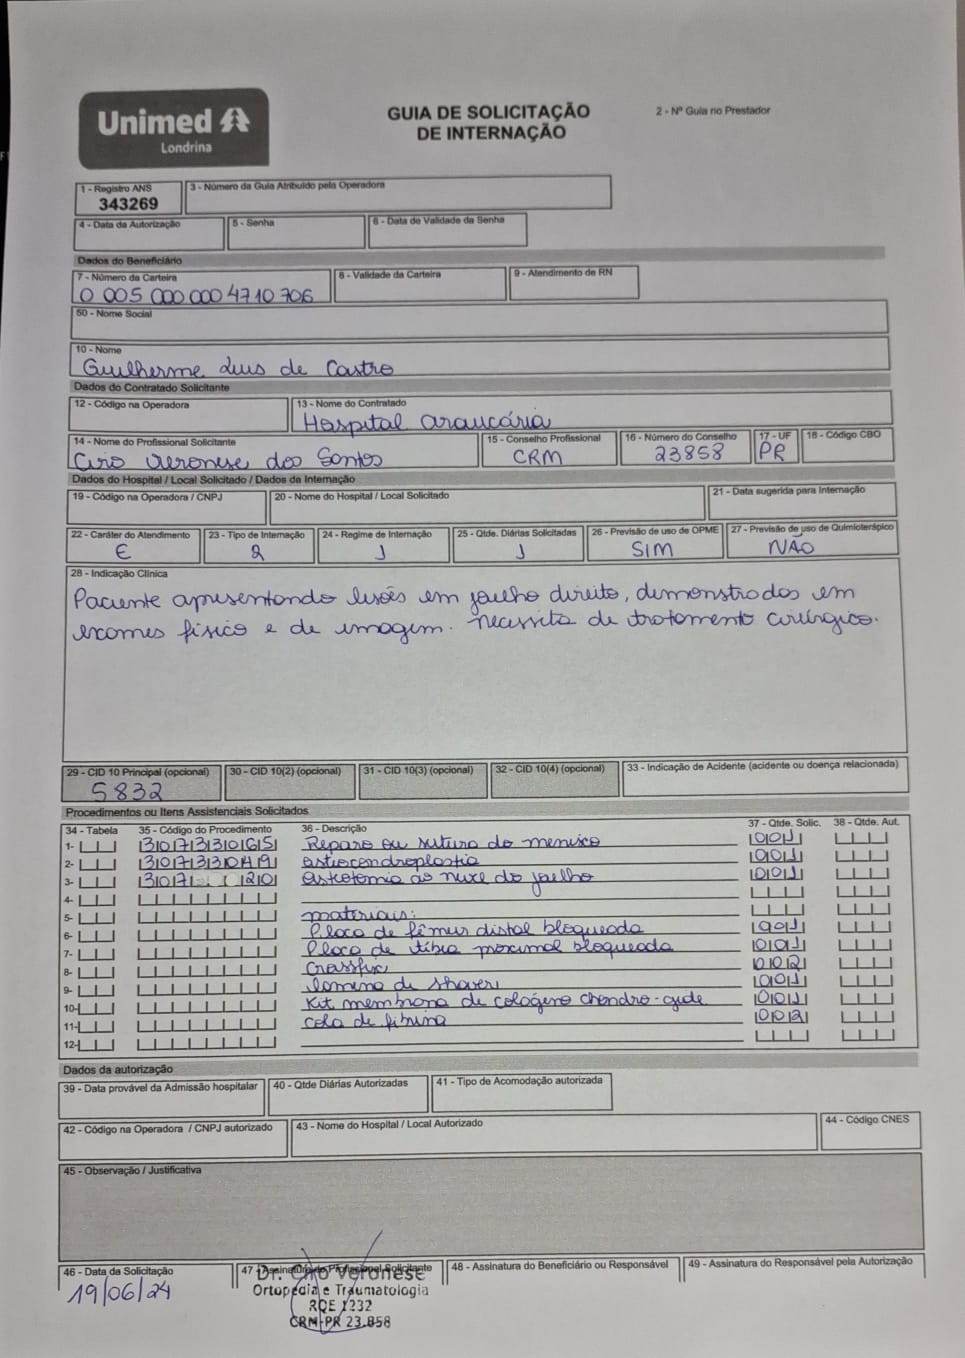 Unimed
Londrina
GUIA DE SOLICITAÇÃO
DE INTERNAÇÃO
2 - Nº Guia no Prestador
1 - Registro ANS
343269
3 - Número da Guia Atribuído pela Operadora
4 - Data da Autorização
5 - Senha
6 - Data de Validade da Senha
Dados do Beneficiário
7 - Número da Carteira
0 005 000 000 4710 706
8 - Validade da Carteira
9 - Atendimento de RN
50 - Nome Social
10 - Nome
Guilherme Luis de Castro
Dados do Contratado Solicitante
12 - Código na Operadora
13 - Nome do Contratado
Hospital araucária
14 - Nome do Profissional Solicitante
Ciro Veronese dos Santos
15 - Conselho Profissional
CRM
16 - Número do Conselho
23858
17 - UF
PR
18 - Código CBO
Dados do Hospital / Local Solicitado / Dados da Internação
19 - Código na Operadora / CNPJ
20 - Nome do Hospital / Local Solicitado
21 - Data sugerida para Internação
22 - Caráter do Atendimento
E
23 - Tipo de Internação
2
24 - Regime de Internação
1
25 - Qtde. Diárias Solicitadas
1
26 - Previsão de uso de OPME
SIM
27 - Previsão de uso de Quimioterápico
NÃO
28 - Indicação Clínica
Paciente apresentando lesões em joelho direito, demonstrados em
exames físico e de imagem. necessita de tratamento cirúrgico.
29 - CID 10 Principal (opcional)
S832
30 - CID 10(2) (opcional)
31 - CID 10(3) (opcional)
32 - CID 10(4) (opcional)
33 - Indicação de Acidente (acidente ou doença relacionada)
Procedimentos ou Itens Assistenciais Solicitados
34 - Tabela 35 - Código do Procedimento 36 - Descrição 37 - Qtde. Solic. 38 - Qtde. Aut.
1- Reparo ou sutura do menisco 001
2- osteocondroplastia 001
3- osteotomia ao nível do joelho 001
4-
5- materiais:
6- Placa de fêmur distal bloqueada 001
7- Placa de tíbia proximal bloqueada 001
8- Crossfix 002
9- lamina de shaver 001
10- Kit membrana de colágeno chondro-gide 001
11- cola de fibrina 002
12-
Dados da autorização
39 - Data provável da Admissão hospitalar
40 - Qtde Diárias Autorizadas
41 - Tipo de Acomodação autorizada
42 - Código na Operadora / CNPJ autorizado
43 - Nome do Hospital / Local Autorizado
44 - Código CNES
45 - Observação / Justificativa
46 - Data da Solicitação
19/06/24
47 - Assinatura do Profissional Solicitante
Dr. Ciro Veronese
Ortopedia e Traumatologia
RQE 1232
CRM-PR 23.858
48 - Assinatura do Beneficiário ou Responsável
49 - Assinatura do Responsável pela Autorização